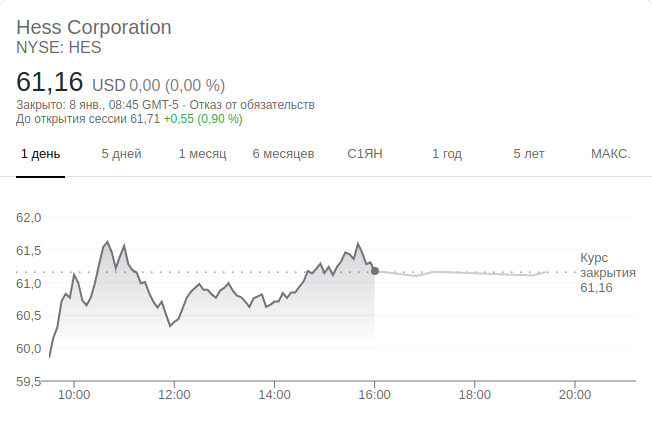 Hess Corporation
NYSE: HES
61,16 USD 0,00 (0,00 %)
Закрыто: 8 янв., 08:45 GMT-5 · Отказ от обязательств
До открытия сессии 61,71 +0,55 (0,90 %)
1 день 5 дней 1 месяц 6 месяцев С1ЯН 1 год 5 лет МАКС.
62,0
61,5
61,0
60,5
60,0
59,5
Курс
закрытия
61,16
10:00 12:00 14:00 16:00 18:00 20:00